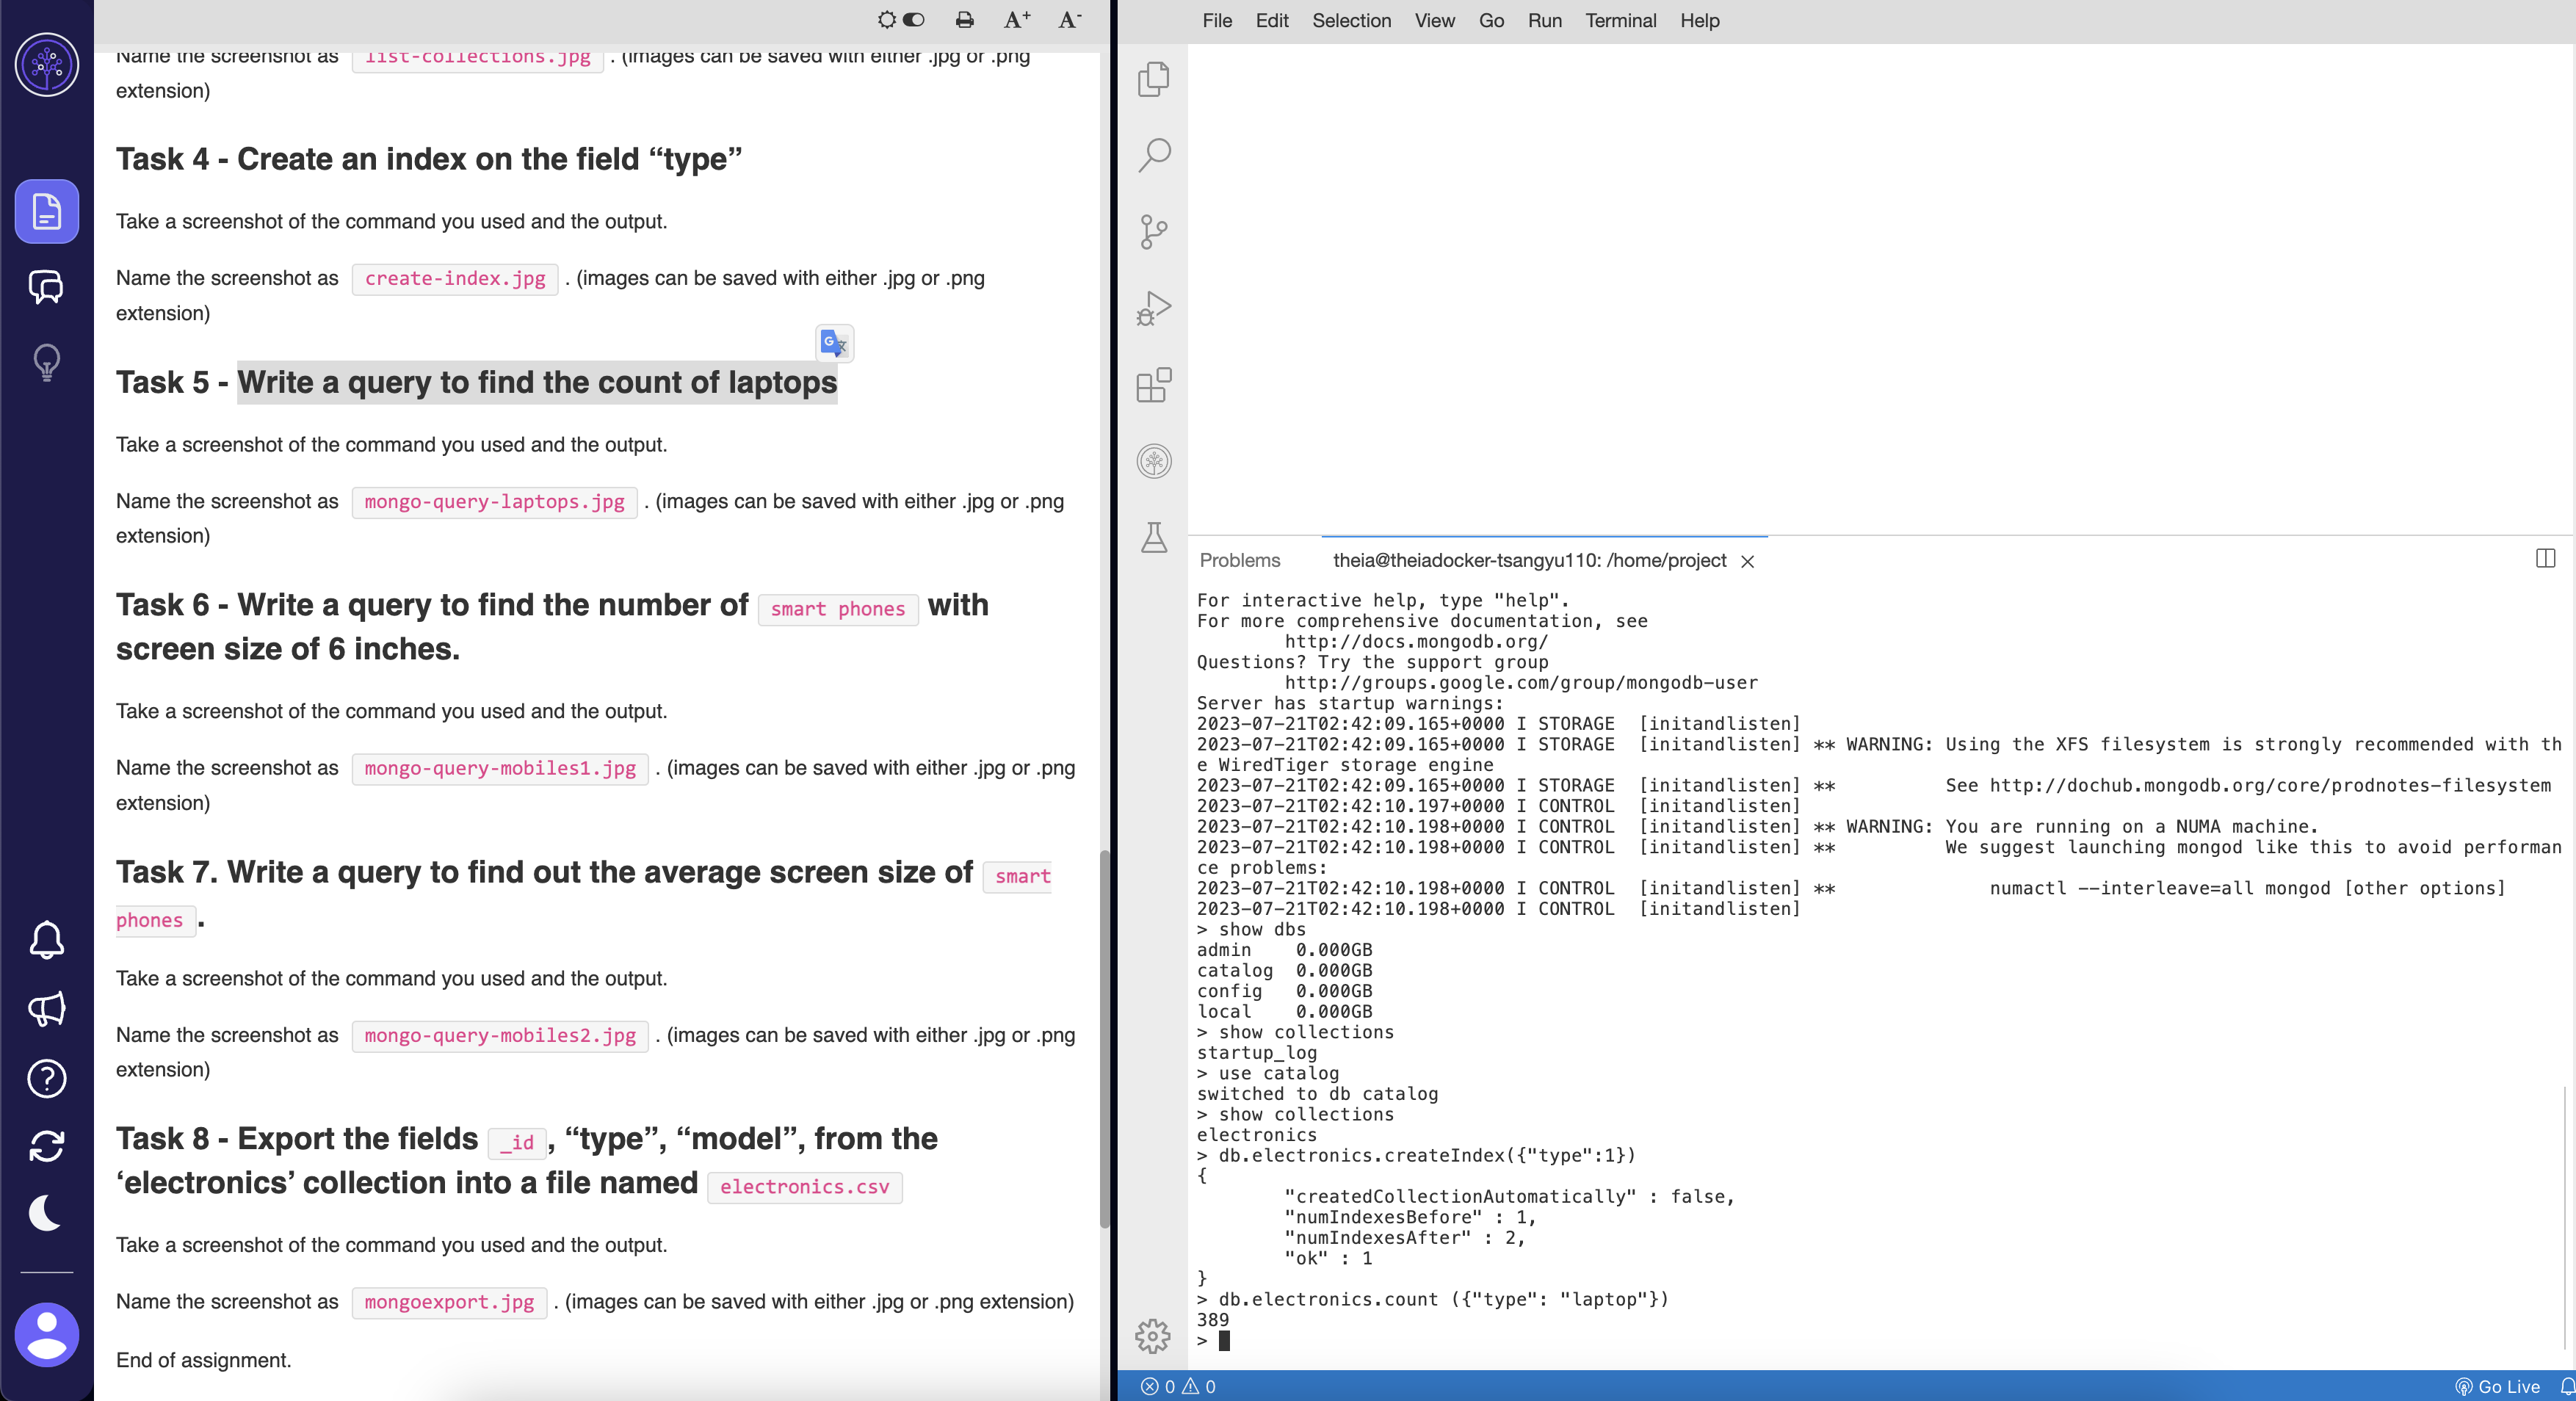 A+ A-
Name the screenshot as list-collections.jpg . (images can be saved with either .jpg or .png
extension)
Task 4 - Create an index on the field “type”
Take a screenshot of the command you used and the output.
Name the screenshot as create-index.jpg . (images can be saved with either .jpg or .png
extension)
Task 5 - Write a query to find the count of laptops
Take a screenshot of the command you used and the output.
Name the screenshot as mongo-query-laptops.jpg . (images can be saved with either .jpg or .png
extension)
Task 6 - Write a query to find the number of smart phones with
screen size of 6 inches.
Take a screenshot of the command you used and the output.
Name the screenshot as mongo-query-mobiles1.jpg . (images can be saved with either .jpg or .png
extension)
Task 7. Write a query to find out the average screen size of smart
phones .
Take a screenshot of the command you used and the output.
Name the screenshot as mongo-query-mobiles2.jpg . (images can be saved with either .jpg or .png
extension)
Task 8 - Export the fields _id , “type”, “model”, from the
‘electronics’ collection into a file named electronics.csv
Take a screenshot of the command you used and the output.
Name the screenshot as mongoexport.jpg . (images can be saved with either .jpg or .png extension)
End of assignment.
File Edit Selection View Go Run Terminal Help
Problems theia@theiadocker-tsangyu110: /home/project
For interactive help, type "help".
For more comprehensive documentation, see
http://docs.mongodb.org/
Questions? Try the support group
http://groups.google.com/group/mongodb-user
Server has startup warnings:
2023-07-21T02:42:09.165+0000 I STORAGE [initandlisten]
2023-07-21T02:42:09.165+0000 I STORAGE [initandlisten] ** WARNING: Using the XFS filesystem is strongly recommended with th
e WiredTiger storage engine
2023-07-21T02:42:09.165+0000 I STORAGE [initandlisten] ** See http://dochub.mongodb.org/core/prodnotes-filesystem
2023-07-21T02:42:10.197+0000 I CONTROL [initandlisten]
2023-07-21T02:42:10.198+0000 I CONTROL [initandlisten] ** WARNING: You are running on a NUMA machine.
2023-07-21T02:42:10.198+0000 I CONTROL [initandlisten] ** We suggest launching mongod like this to avoid performan
ce problems:
2023-07-21T02:42:10.198+0000 I CONTROL [initandlisten] ** numactl --interleave=all mongod [other options]
2023-07-21T02:42:10.198+0000 I CONTROL [initandlisten]
> show dbs
admin 0.000GB
catalog 0.000GB
config 0.000GB
local 0.000GB
> show collections
startup_log
> use catalog
switched to db catalog
> show collections
electronics
> db.electronics.createIndex({"type":1})
{
"createdCollectionAutomatically" : false,
"numIndexesBefore" : 1,
"numIndexesAfter" : 2,
"ok" : 1
}
> db.electronics.count ({"type": "laptop"})
389
>
0 0 Go Live